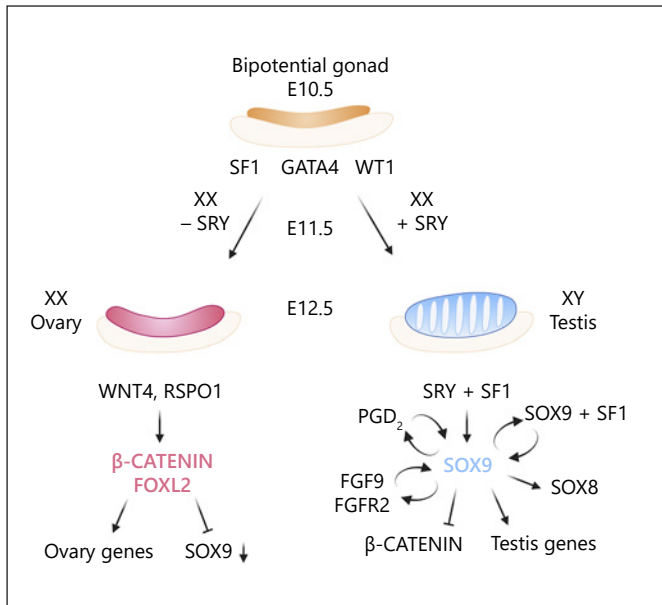 Bipotential gonad
E10.5
SF1 GATA4 WT1
XX
– SRY
E11.5
XX
+ SRY
XX
Ovary
E12.5
XY
Testis
WNT4, RSPO1
β-CATENIN
FOXL2
Ovary genes
SOX9
SRY + SF1
PGD₂
SOX9 + SF1
SOX9
FGF9
FGFR2
SOX8
β-CATENIN
Testis genes